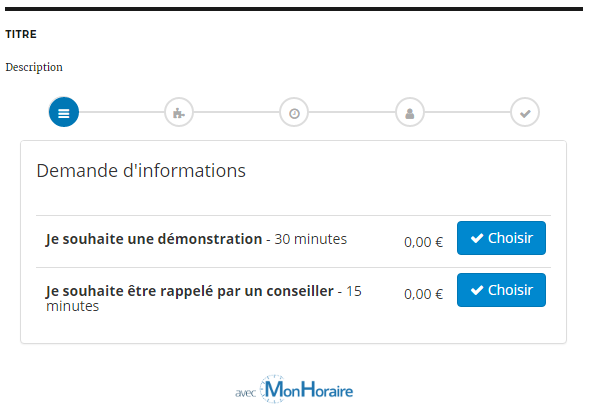 TITRE
Description
Demande d'informations
Je souhaite une démonstration - 30 minutes
0,00 €
Choisir
Je souhaite être rappelé par un conseiller - 15
minutes
0,00 €
Choisir
avec MonHoraire